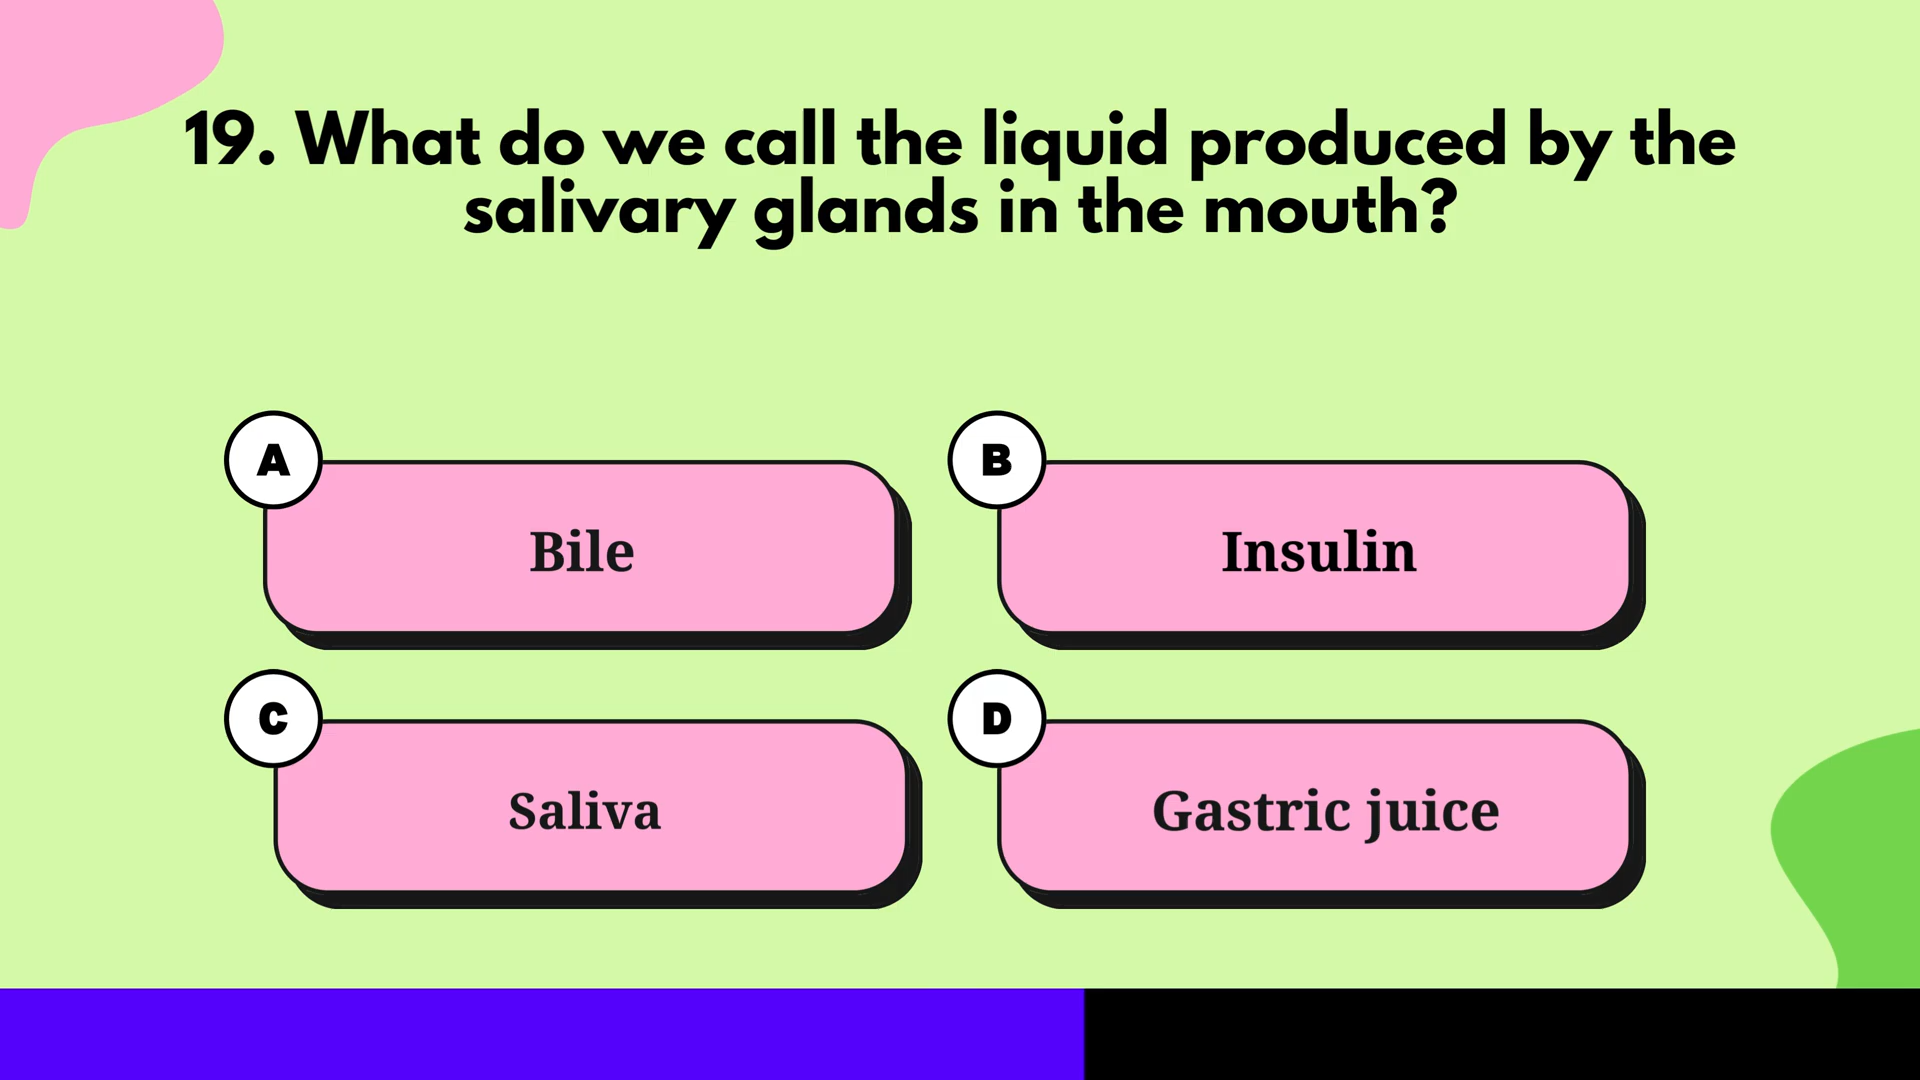 19. What do we call the liquid produced by the
salivary glands in the mouth?
A
Bile
B
Insulin
C
Saliva
D
Gastric juice